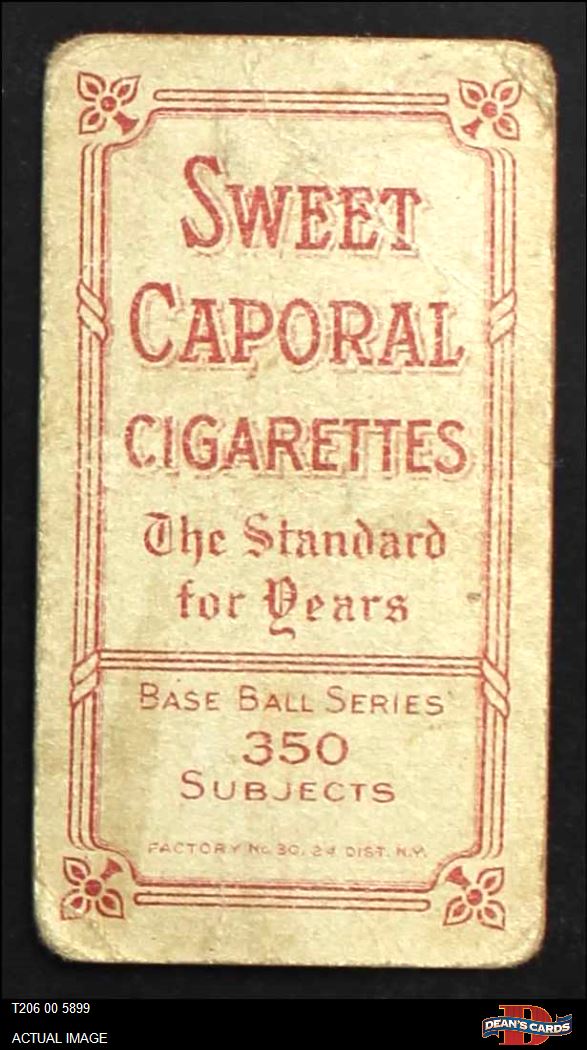 SWEET
CAPORAL
CIGARETTES
The Standard
for Years
BASE BALL SERIES
350
SUBJECTS
FACTORY No. 30, 2d DIST. N.Y.
T206 00 5899
ACTUAL IMAGE
D
DEAN'S CARDS